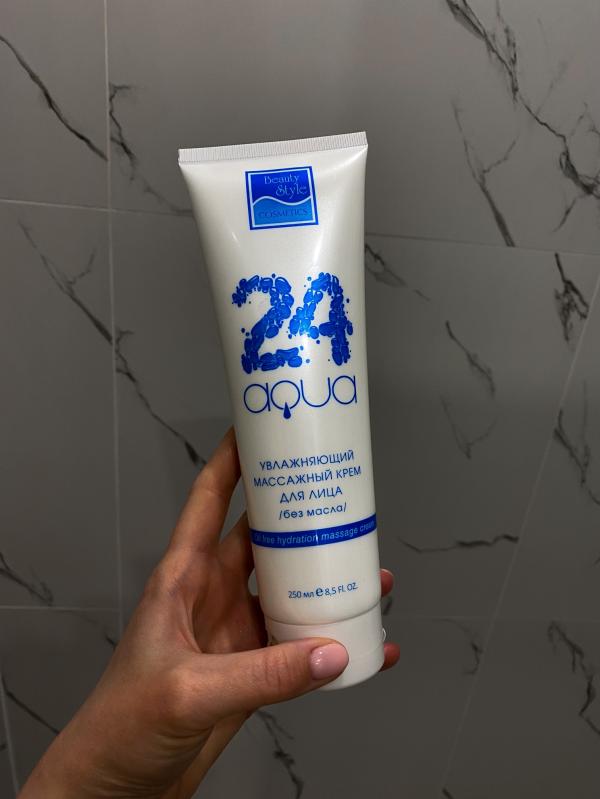 Beauty
Style
COSMETICS
24
aqua
УВЛАЖНЯЮЩИЙ
МАССАЖНЫЙ КРЕМ
ДЛЯ ЛИЦА
/без масла/
Oil free hydration massage cream
250 мл e 8,5 FL. OZ.